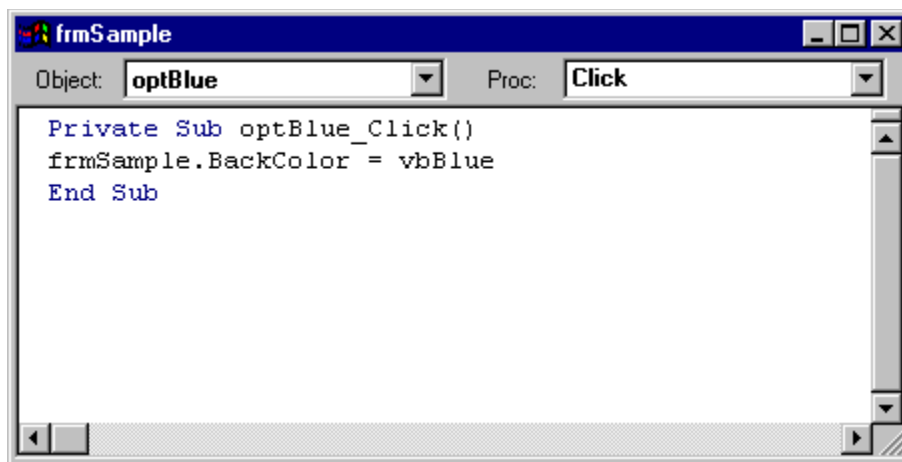 frmSample
Object: optBlue Proc: Click
Private Sub optBlue_Click()
frmSample.BackColor = vbBlue
End Sub